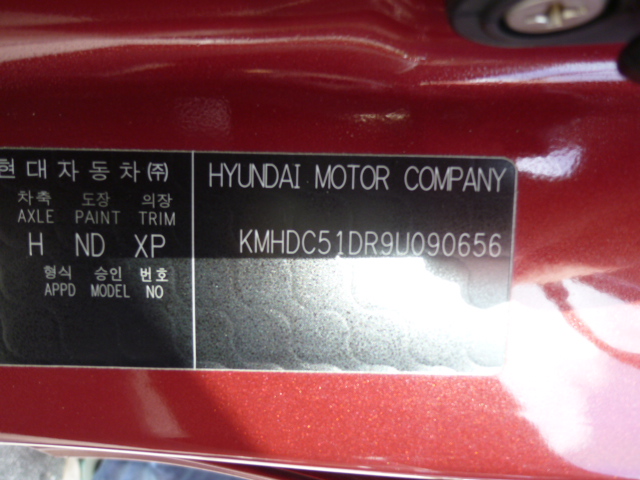 현대자동차㈜
차축 도장 의장
AXLE PAINT TRIM
H ND XP
형식 승인 번호
APPD MODEL NO
HYUNDAI MOTOR COMPANY
KMHDC51DR9U090656